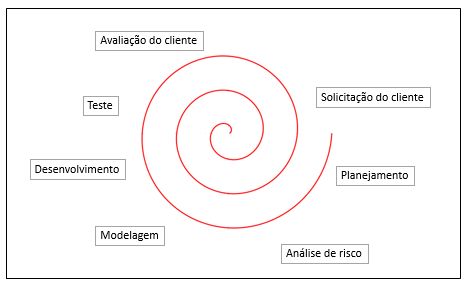 Avaliação do cliente
Solicitação do cliente
Teste
Desenvolvimento
Planejamento
Modelagem
Análise de risco